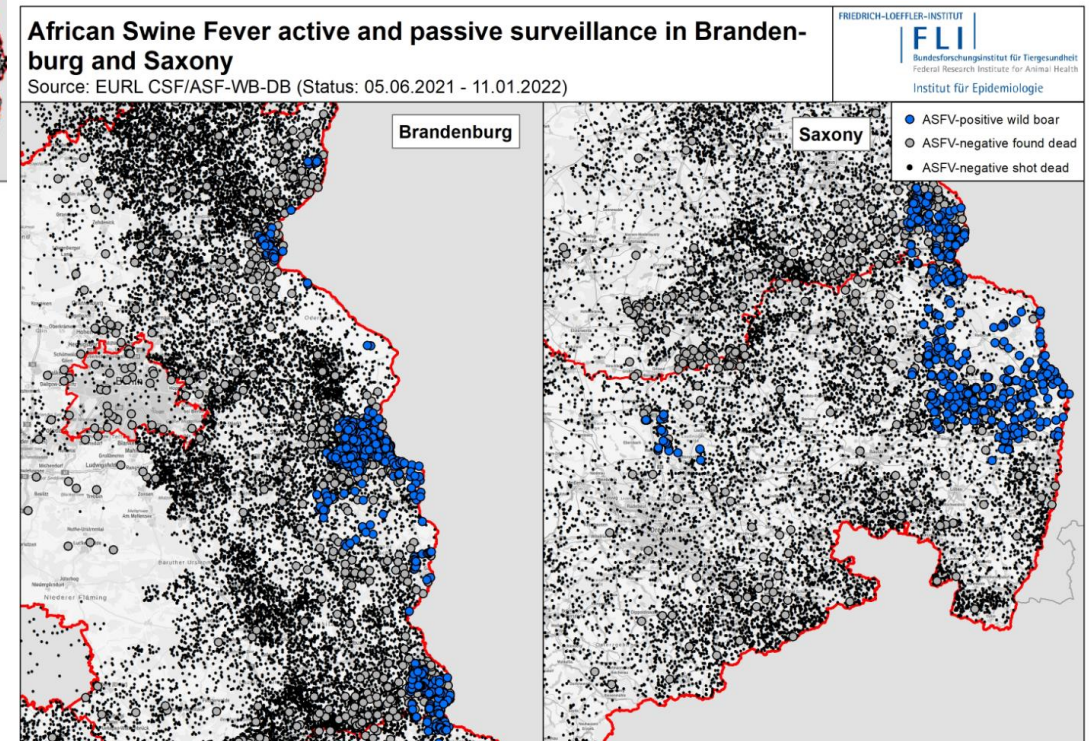 African Swine Fever active and passive surveillance in Branden-
burg and Saxony
Source: EURL CSF/ASF-WB-DB (Status: 05.06.2021 - 11.01.2022)
FRIEDRICH-LOEFFLER-INSTITUT
FLI
Bundesforschungsinstitut für Tiergesundheit
Federal Research Institute for Animal Health
Institut für Epidemiologie
Brandenburg
Saxony
ASFV-positive wild boar
ASFV-negative found dead
ASFV-negative shot dead
Niederer Fläming